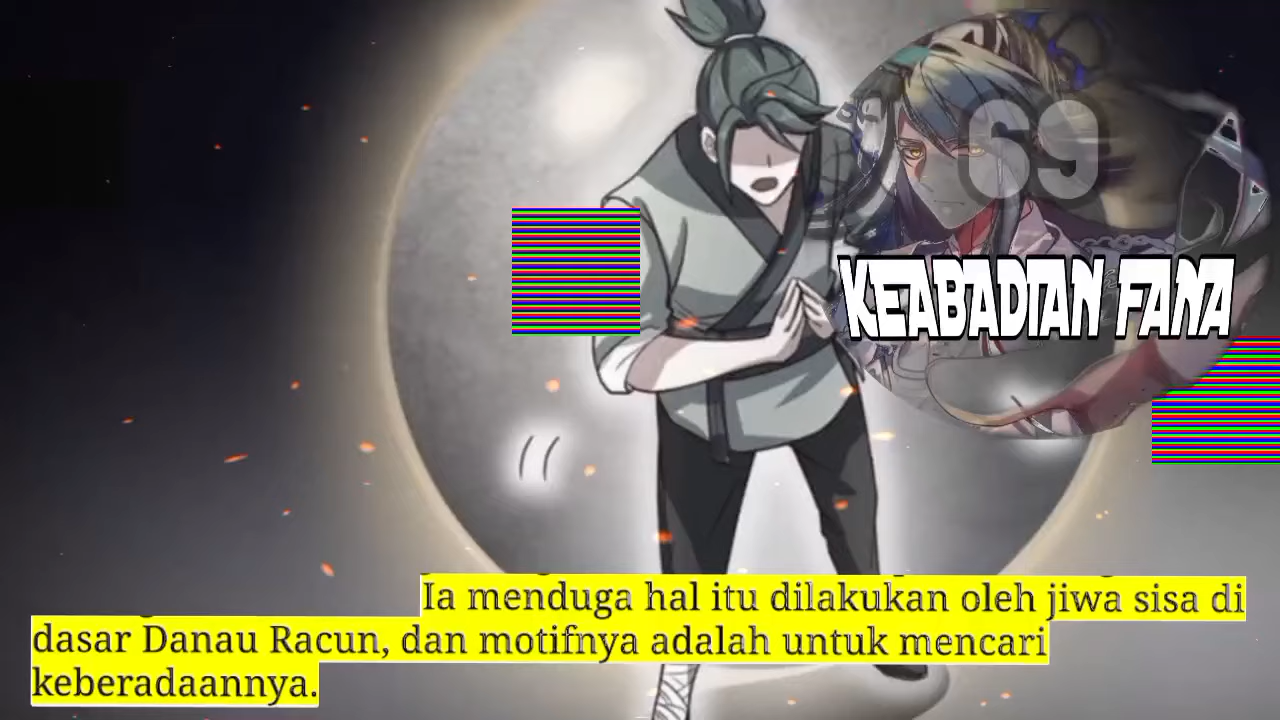 69
KEABADIAN FANA
Ia menduga hal itu dilakukan oleh jiwa sisa di
dasar Danau Racun, dan motifnya adalah untuk mencari
keberadaannya.